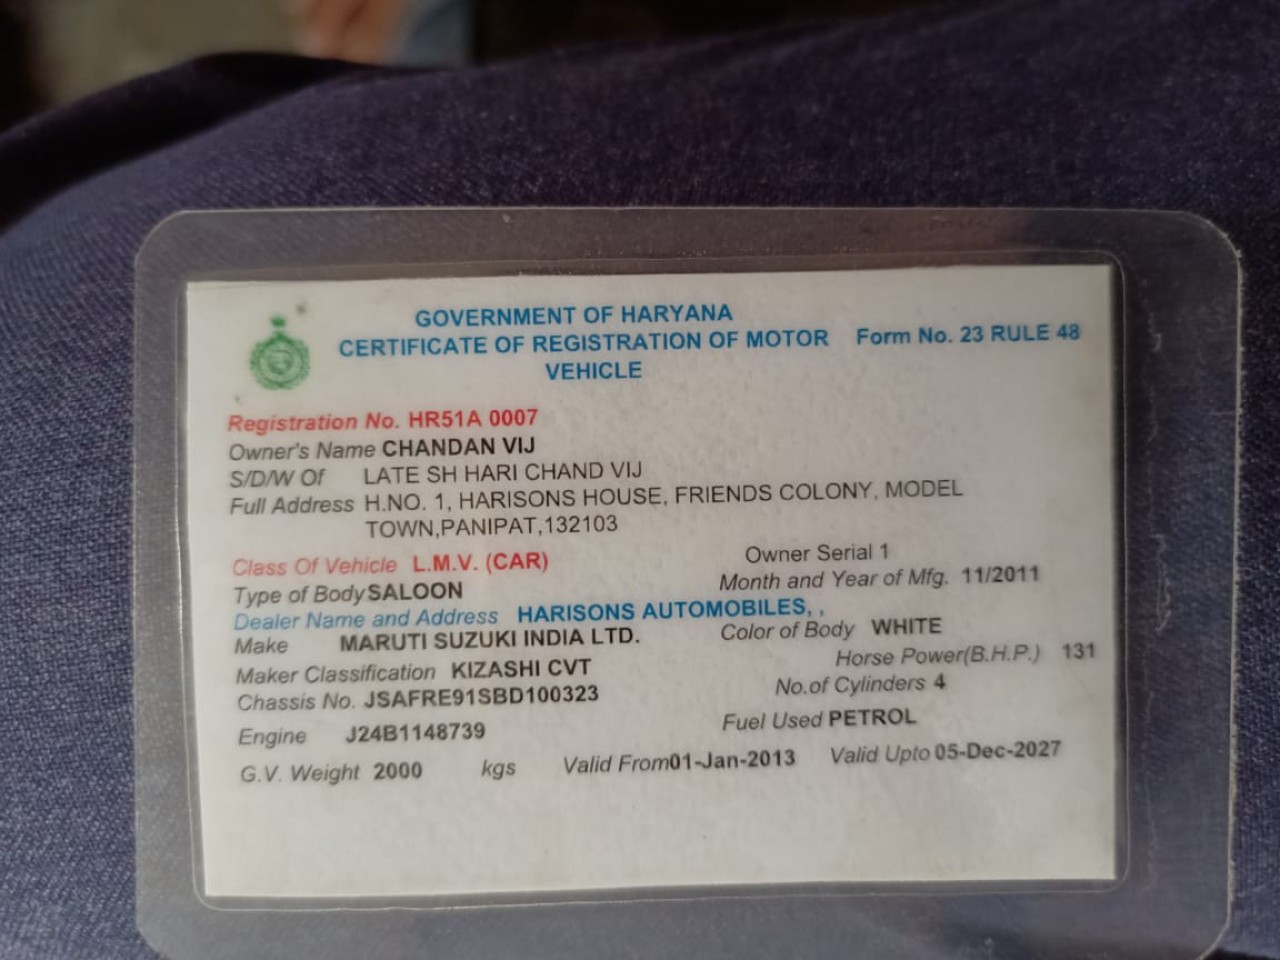 GOVERNMENT OF HARYANA
CERTIFICATE OF REGISTRATION OF MOTOR VEHICLE Form No. 23 RULE 48
Registration No. HR51A 0007
Owner's Name CHANDAN VIJ
S/D/W Of LATE SH HARI CHAND VIJ
Full Address H.NO. 1, HARISONS HOUSE, FRIENDS COLONY, MODEL
TOWN,PANIPAT,132103
Class Of Vehicle L.M.V. (CAR) Owner Serial 1
Type of Body SALOON Month and Year of Mfg. 11/2011
Dealer Name and Address HARISONS AUTOMOBILES, ,
Make MARUTI SUZUKI INDIA LTD. Color of Body WHITE
Maker Classification KIZASHI CVT Horse Power(B.H.P.) 131
Chassis No. JSAFRE91SBD100323 No.of Cylinders 4
Engine J24B1148739 Fuel Used PETROL
G.V. Weight 2000 kgs Valid From01-Jan-2013 Valid Upto 05-Dec-2027